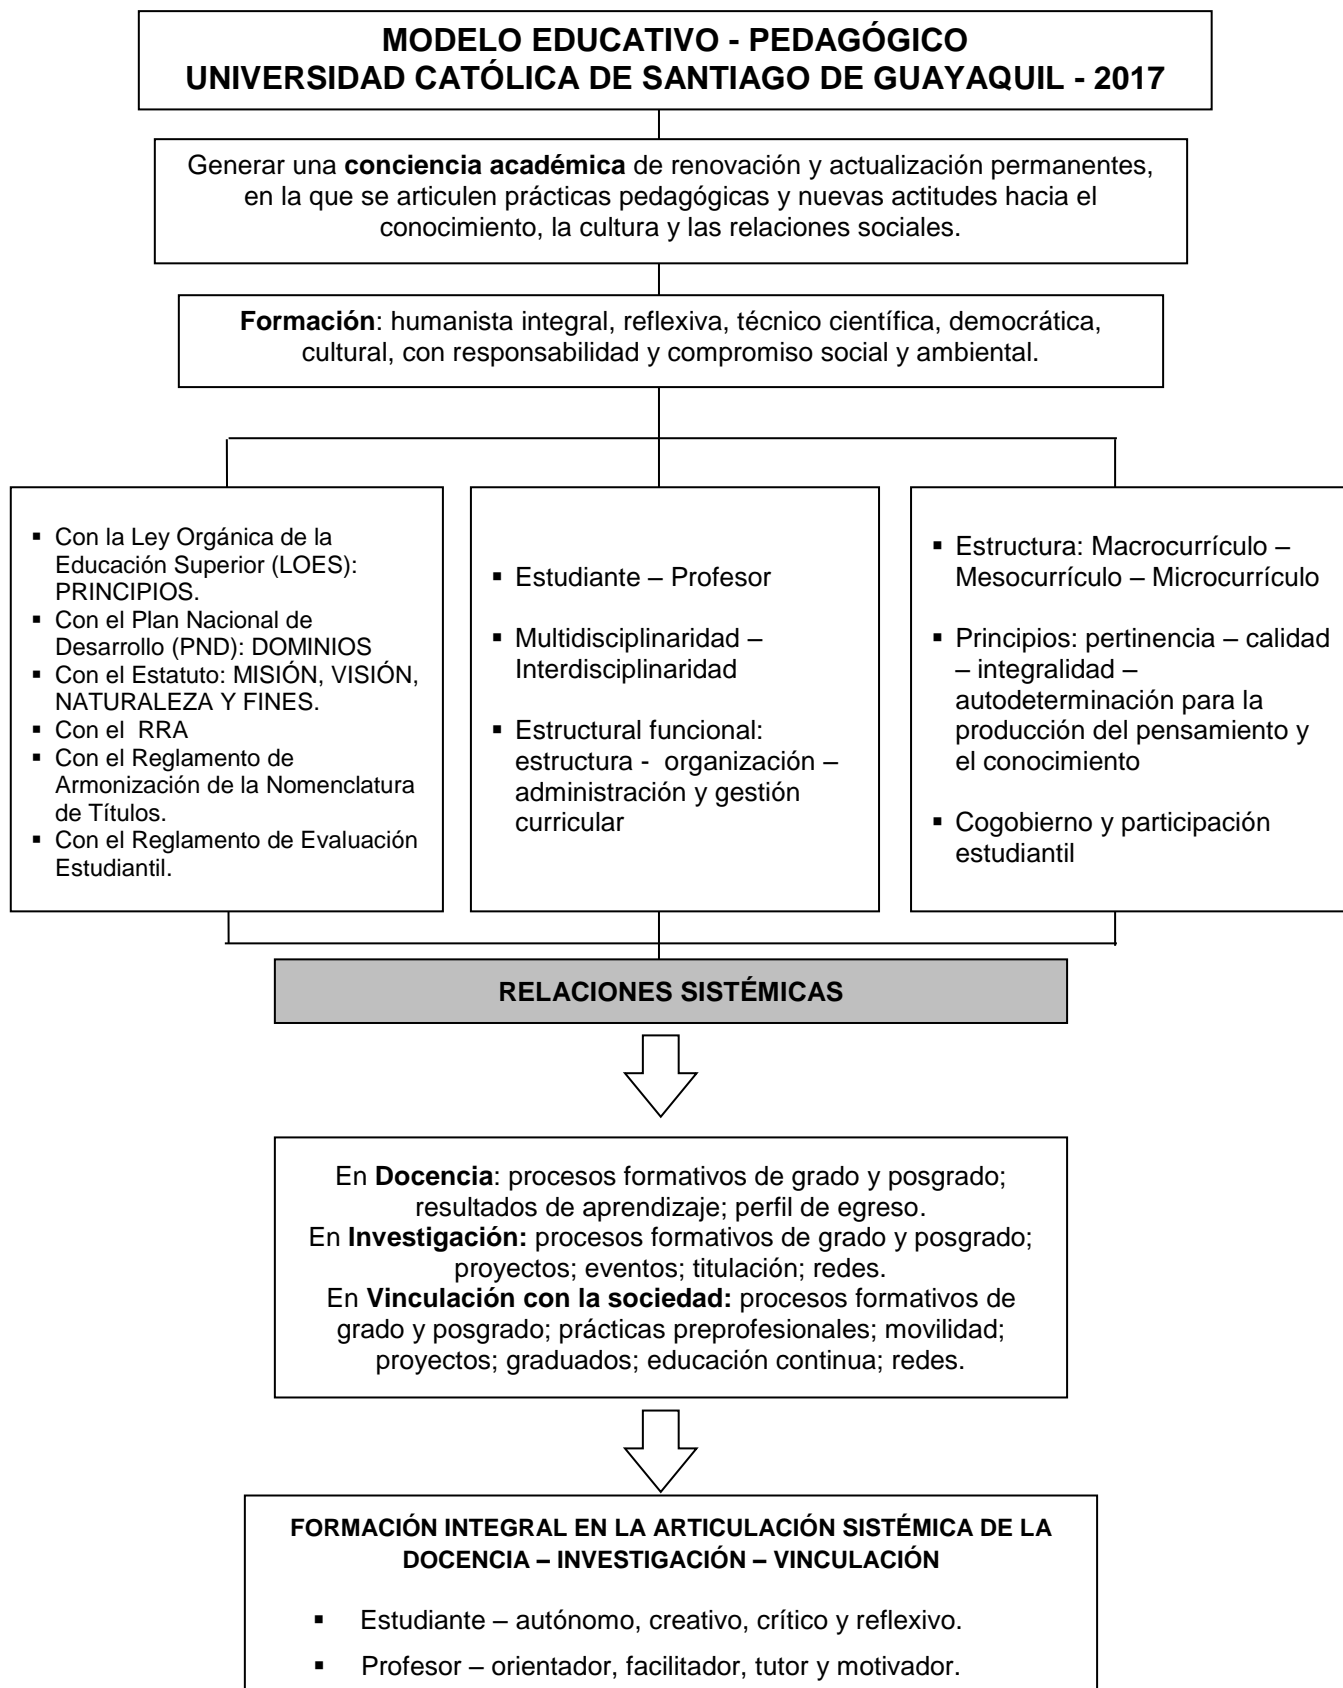 MODELO EDUCATIVO - PEDAGÓGICO
UNIVERSIDAD CATÓLICA DE SANTIAGO DE GUAYAQUIL - 2017
Generar una conciencia académica de renovación y actualización permanentes,
en la que se articulen prácticas pedagógicas y nuevas actitudes hacia el
conocimiento, la cultura y las relaciones sociales.
Formación: humanista integral, reflexiva, técnico científica, democrática,
cultural, con responsabilidad y compromiso social y ambiental.
▪ Con la Ley Orgánica de la
Educación Superior (LOES):
PRINCIPIOS.
▪ Con el Plan Nacional de
Desarrollo (PND): DOMINIOS
▪ Con el Estatuto: MISIÓN, VISIÓN,
NATURALEZA Y FINES.
▪ Con el RRA
▪ Con el Reglamento de
Armonización de la Nomenclatura
de Títulos.
▪ Con el Reglamento de Evaluación
Estudiantil.
▪ Estudiante – Profesor
▪ Multidisciplinaridad –
Interdisciplinaridad
▪ Estructural funcional:
estructura - organización –
administración y gestión
curricular
▪ Estructura: Macrocurrículo –
Mesocurrículo – Microcurrículo
▪ Principios: pertinencia – calidad
– integralidad –
autodeterminación para la
producción del pensamiento y
el conocimiento
▪ Cogobierno y participación
estudiantil
RELACIONES SISTÉMICAS
En Docencia: procesos formativos de grado y posgrado;
resultados de aprendizaje; perfil de egreso.
En Investigación: procesos formativos de grado y posgrado;
proyectos; eventos; titulación; redes.
En Vinculación con la sociedad: procesos formativos de
grado y posgrado; prácticas preprofesionales; movilidad;
proyectos; graduados; educación continua; redes.
FORMACIÓN INTEGRAL EN LA ARTICULACIÓN SISTÉMICA DE LA
DOCENCIA – INVESTIGACIÓN – VINCULACIÓN
▪ Estudiante – autónomo, creativo, crítico y reflexivo.
▪ Profesor – orientador, facilitador, tutor y motivador.